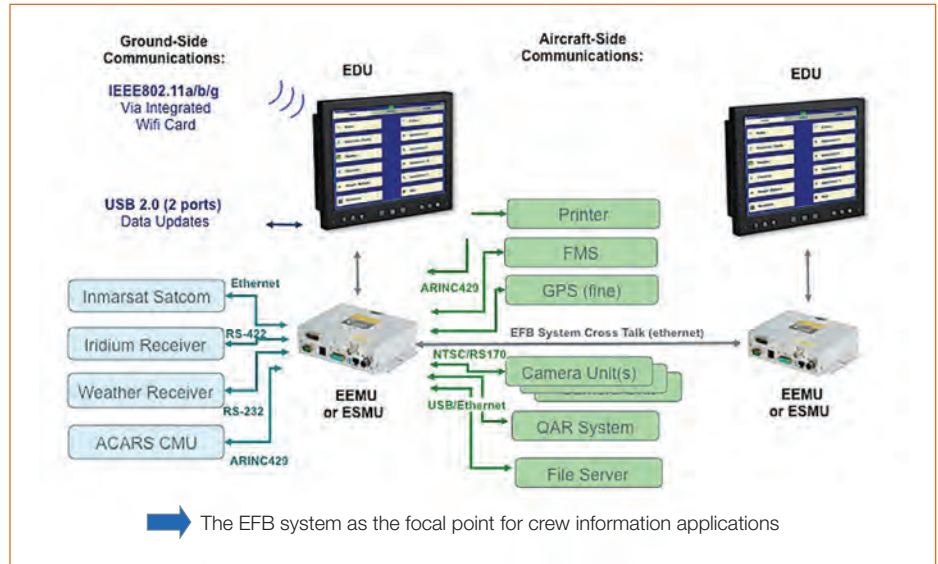 Ground-Side
Communications:
IEEE802.11a/b/g
Via Integrated
Wifi Card
USB 2.0 (2 ports)
Data Updates
EDU
Aircraft-Side
Communications:
EDU
Printer
FMS
GPS (fine)
ARINC429
Ethernet
Inmarsat Satcom
RS-422
Iridium Receiver
Weather Receiver
RS-232
ACARS CMU
ARINC429
EEMU
or ESMU
EFB System Cross Talk (ethernet)
NTSC/RS170
Camera Unit(s)
USB/Ethernet
QAR System
File Server
EEMU
or ESMU
The EFB system as the focal point for crew information applications